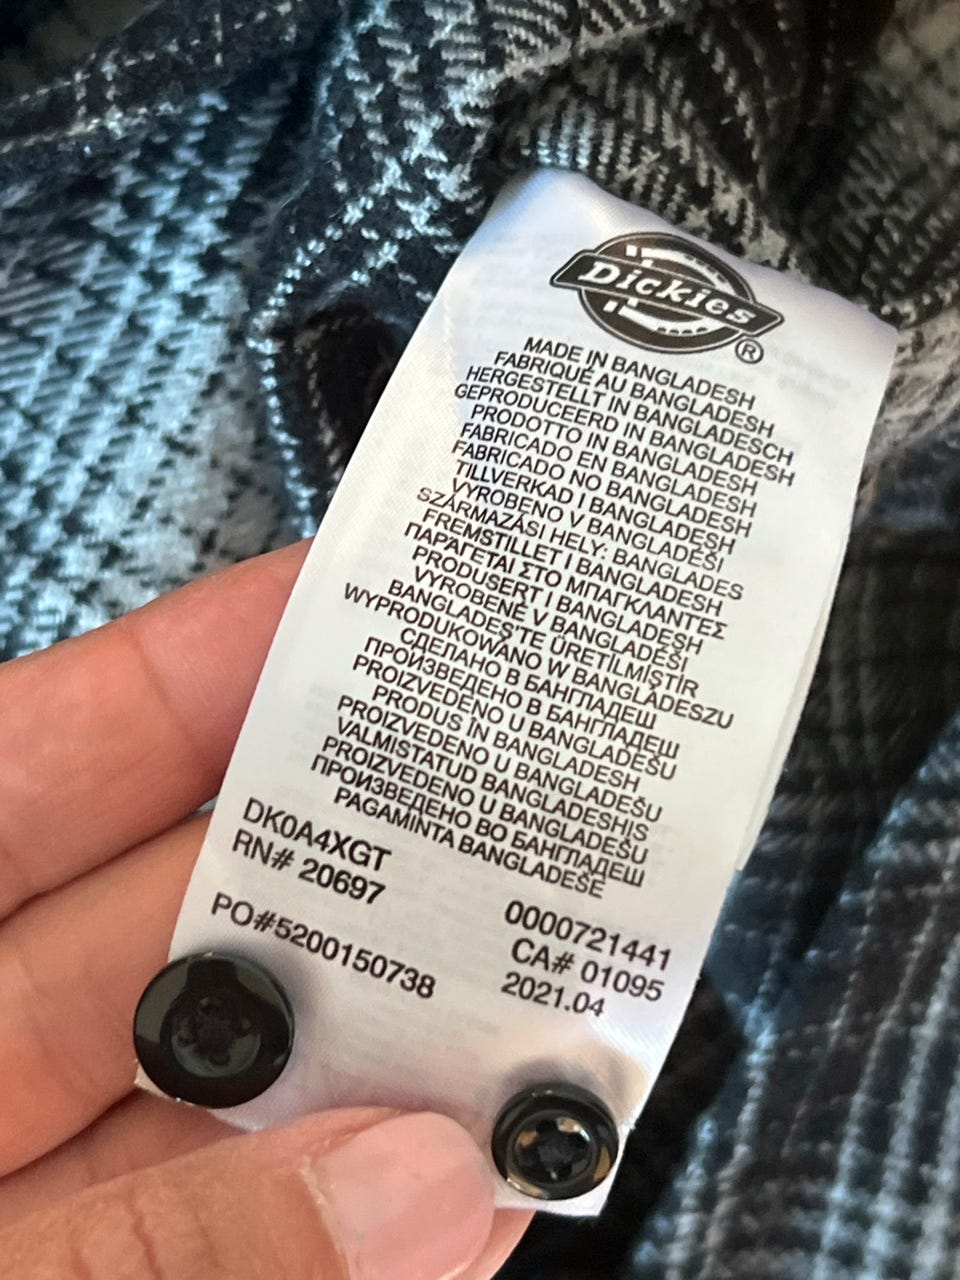 Dickies®
MADE IN BANGLADESH
FABRIQUÉ AU BANGLADESH
HERGESTELLT IN BANGLADESCH
GEPRODUCEERD IN BANGLADESH
PRODOTTO IN BANGLADESH
FABRICADO EN BANGLADESH
FABRICADO NO BANGLADESH
TILLVERKAD I BANGLADESH
VYROBENO V BANGLADÉŠI
SZÁRMAZÁSI HELY: BANGLADES
FREMSTILLET I BANGLADESH
ΠΑΡΑΓΕΤΑΙ ΣΤΟ ΜΠΑΓΚΛΑΝΤΕΣ
PRODUSERT I BANGLADESH
VYROBENÉ V BANGLADÉŠI
BANGLADEŞ'TE ÜRETİLMİŞTİR
WYPRODUKOWANO W BANGLADESZU
СДЕЛАНО В БАНГЛАДЕШ
ПРОИЗВЕДЕНО В БАНГЛАДЕШ
PROIZVEDENO U BANGLADEŠU
PRODUS ÎN BANGLADESH
PROIZVEDENO U BANGLADEŠU
VALMISTATUD BANGLADESHIS
PROIZVEDENO U BANGLADEŠU
ПРОИЗВЕДЕНО ВО БАНГЛАДЕШ
PAGAMINTA BANGLADEŠE
DK0A4XGT
RN# 20697
PO#5200150738
0000721441
CA# 01095
2021.04